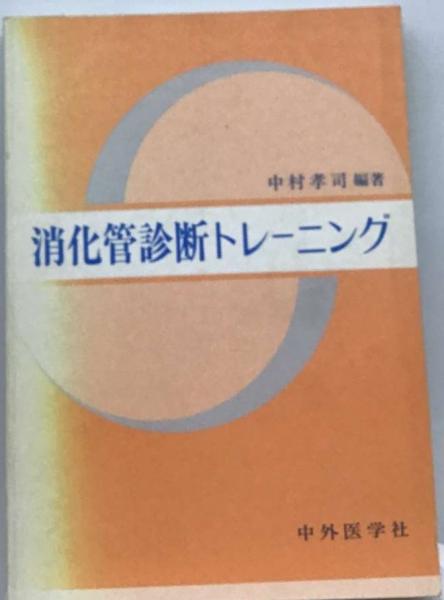 中村孝司 編著
消化管診断トレーニング
中外医学社